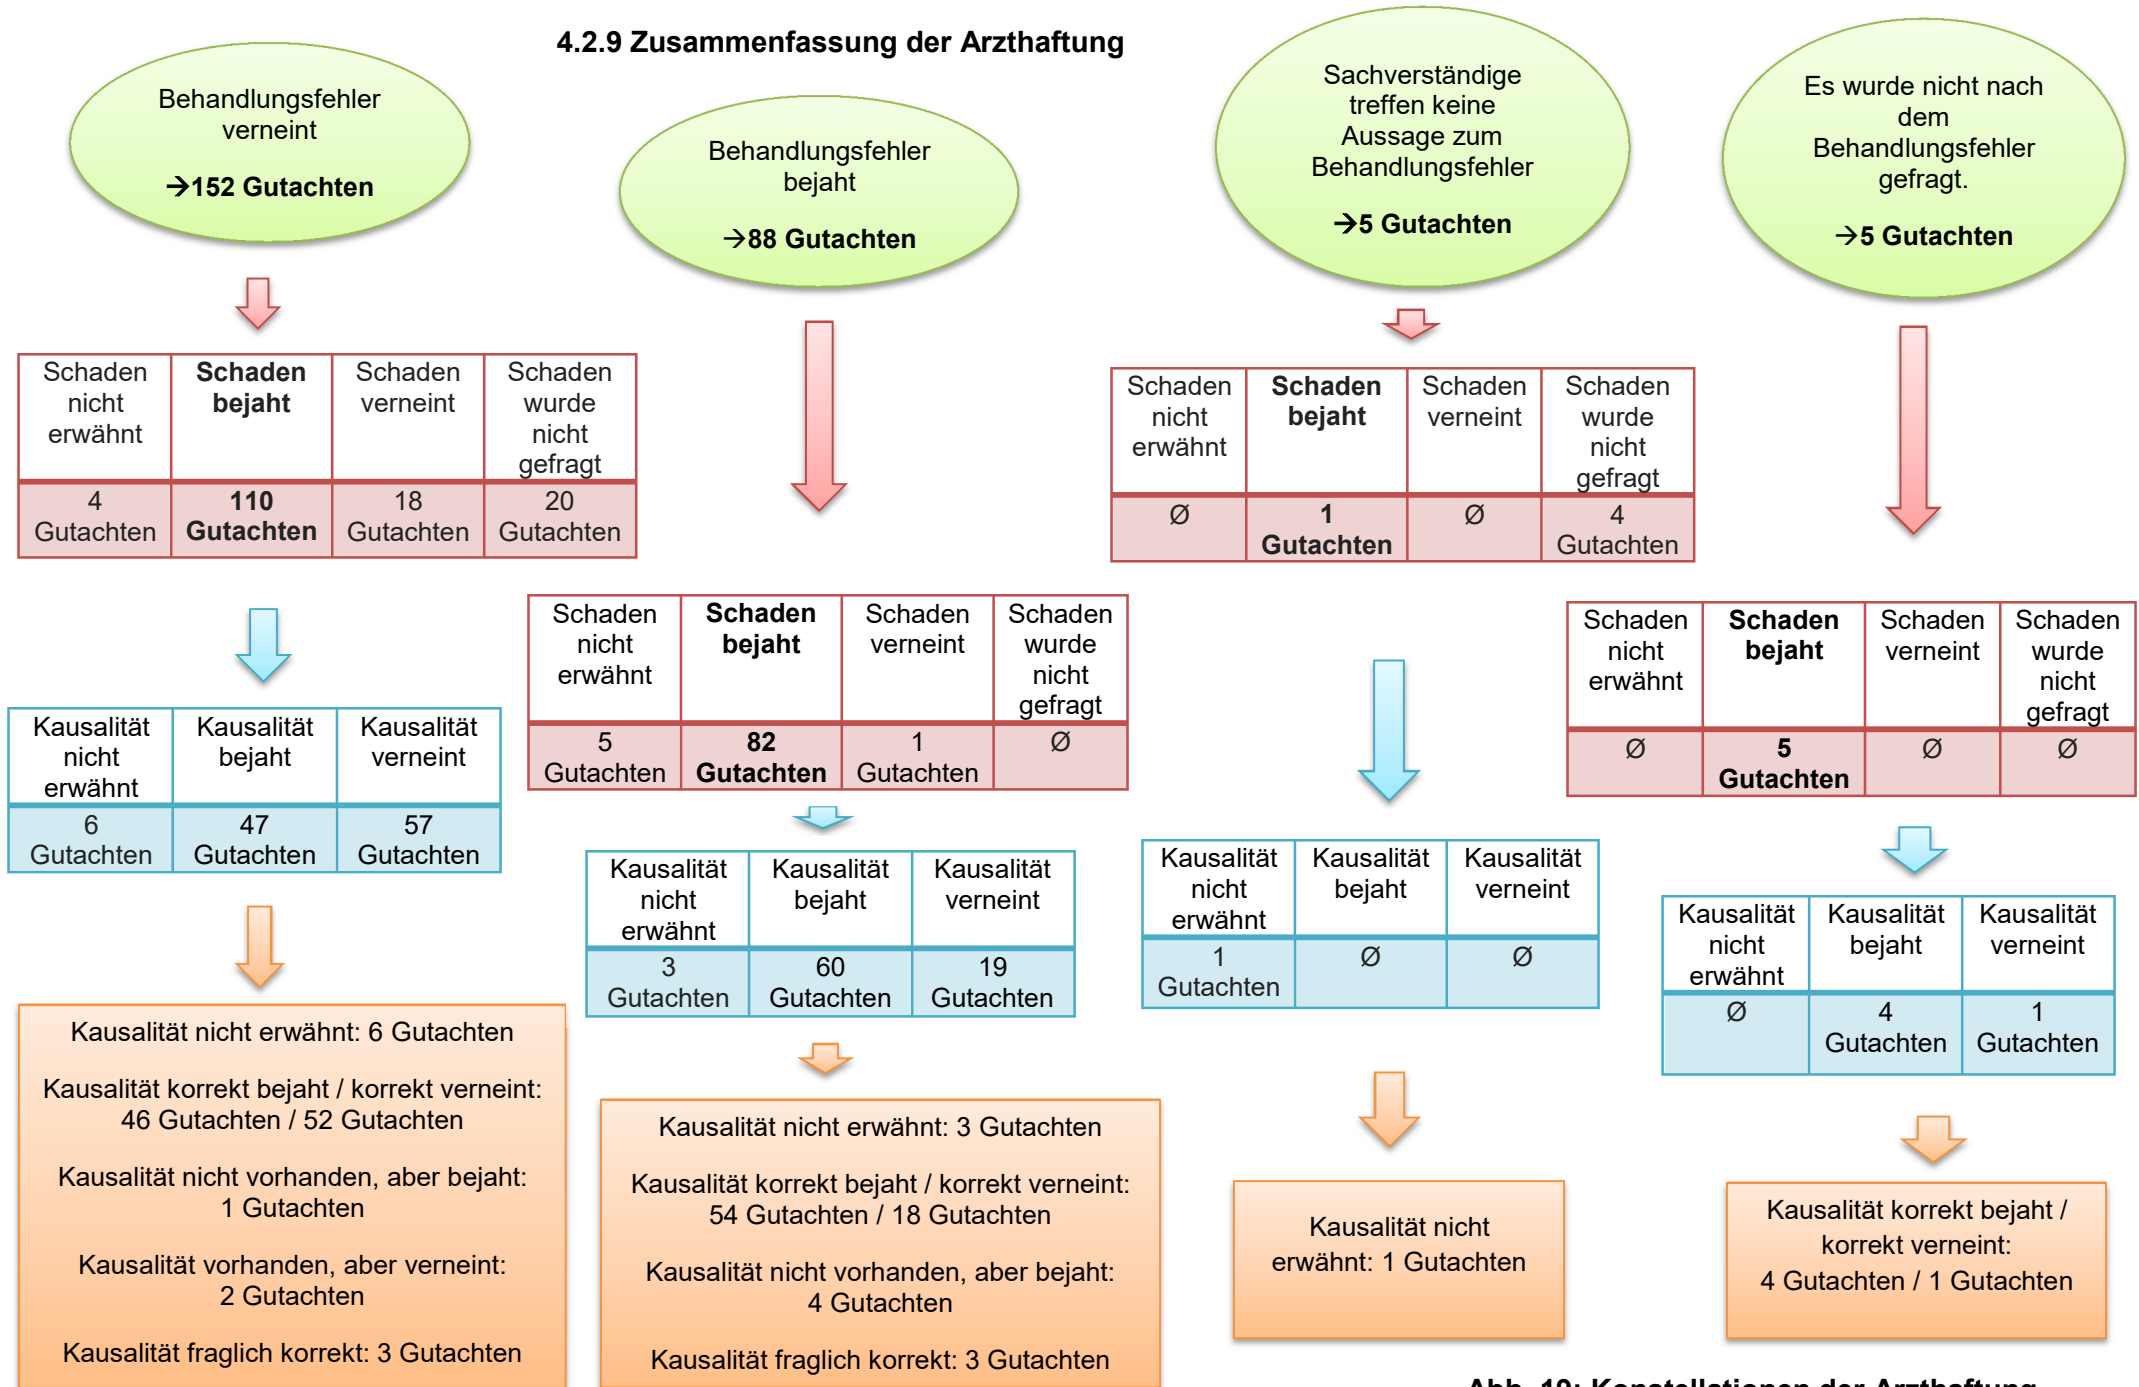 4.2.9 Zusammenfassung der Arzthaftung
Behandlungsfehler
verneint
→152 Gutachten
Schaden
nicht
erwähnt
Schaden
bejaht
Schaden
verneint
Schaden
wurde
nicht
gefragt
4
Gutachten
110
Gutachten
18
Gutachten
20
Gutachten
Kausalität
nicht
erwähnt
Kausalität
bejaht
Kausalität
verneint
6
Gutachten
47
Gutachten
57
Gutachten
Kausalität nicht erwähnt: 6 Gutachten
Kausalität korrekt bejaht / korrekt verneint:
46 Gutachten / 52 Gutachten
Kausalität nicht vorhanden, aber bejaht:
1 Gutachten
Kausalität vorhanden, aber verneint:
2 Gutachten
Kausalität fraglich korrekt: 3 Gutachten
Behandlungsfehler
bejaht
→88 Gutachten
Schaden
nicht
erwähnt
Schaden
bejaht
Schaden
verneint
Schaden
wurde
nicht
gefragt
5
Gutachten
82
Gutachten
1
Gutachten
Ø
Kausalität
nicht
erwähnt
Kausalität
bejaht
Kausalität
verneint
3
Gutachten
60
Gutachten
19
Gutachten
Kausalität nicht erwähnt: 3 Gutachten
Kausalität korrekt bejaht / korrekt verneint:
54 Gutachten / 18 Gutachten
Kausalität nicht vorhanden, aber bejaht:
4 Gutachten
Kausalität fraglich korrekt: 3 Gutachten
Sachverständige
treffen keine
Aussage zum
Behandlungsfehler
→5 Gutachten
Schaden
nicht
erwähnt
Schaden
bejaht
Schaden
verneint
Schaden
wurde
nicht
gefragt
Ø
1
Gutachten
Ø
4
Gutachten
Kausalität
nicht
erwähnt
Kausalität
bejaht
Kausalität
verneint
1
Gutachten
Ø
Ø
Kausalität nicht
erwähnt: 1 Gutachten
Es wurde nicht nach
dem
Behandlungsfehler
gefragt.
→5 Gutachten
Schaden
nicht
erwähnt
Schaden
bejaht
Schaden
verneint
Schaden
wurde
nicht
gefragt
Ø
5
Gutachten
Ø
Ø
Kausalität
nicht
erwähnt
Kausalität
bejaht
Kausalität
verneint
Ø
4
Gutachten
1
Gutachten
Kausalität korrekt bejaht /
korrekt verneint:
4 Gutachten / 1 Gutachten
Abb. 19: Konstellationen der Arzthaftung